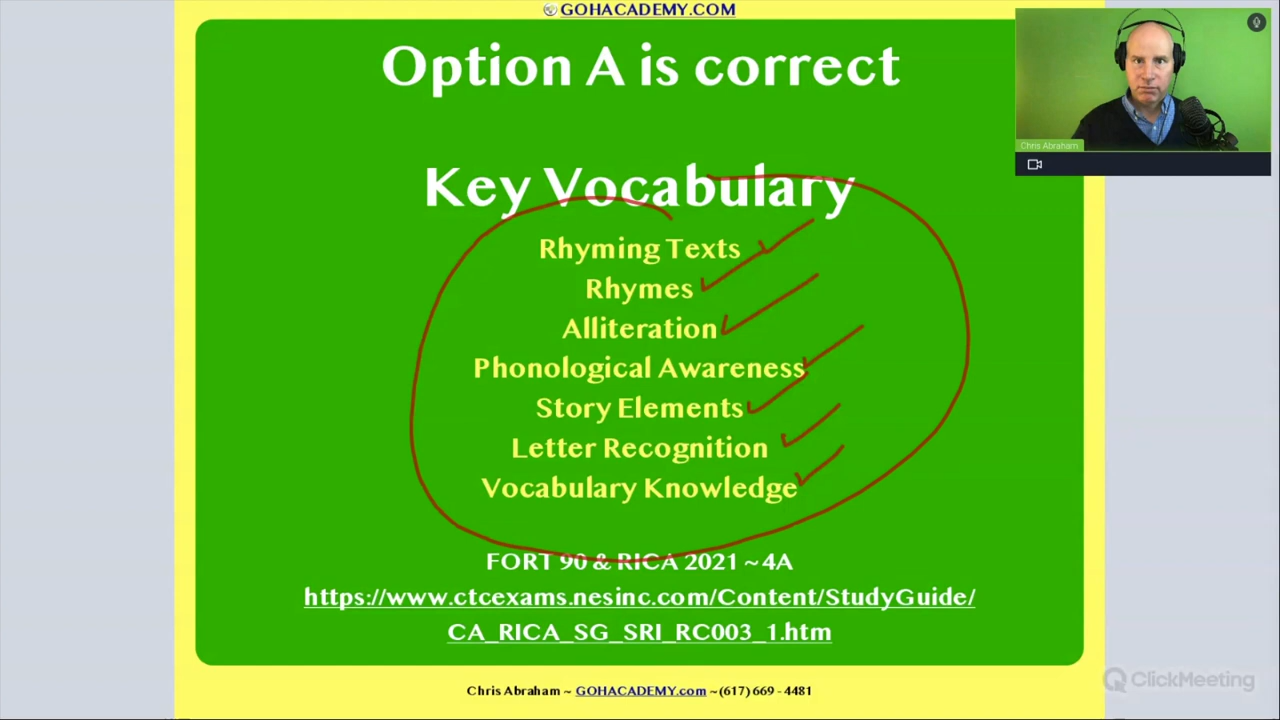 GOHACADEMY.COM
Option A is correct
Chris Abraham
Key Vocabulary
Rhyming Texts
Rhymes
Alliteration
Phonological Awareness
Story Elements
Letter Recognition
Vocabulary Knowledge
FORT 90 & RICA 2021 ~ 4A
https://www.ctcexams.nesinc.com/Content/StudyGuide/
CA_RICA_SG_SRI_RC003_1.htm
Chris Abraham ~ GOHACADEMY.com ~(617) 669 - 4481
ClickMeeting